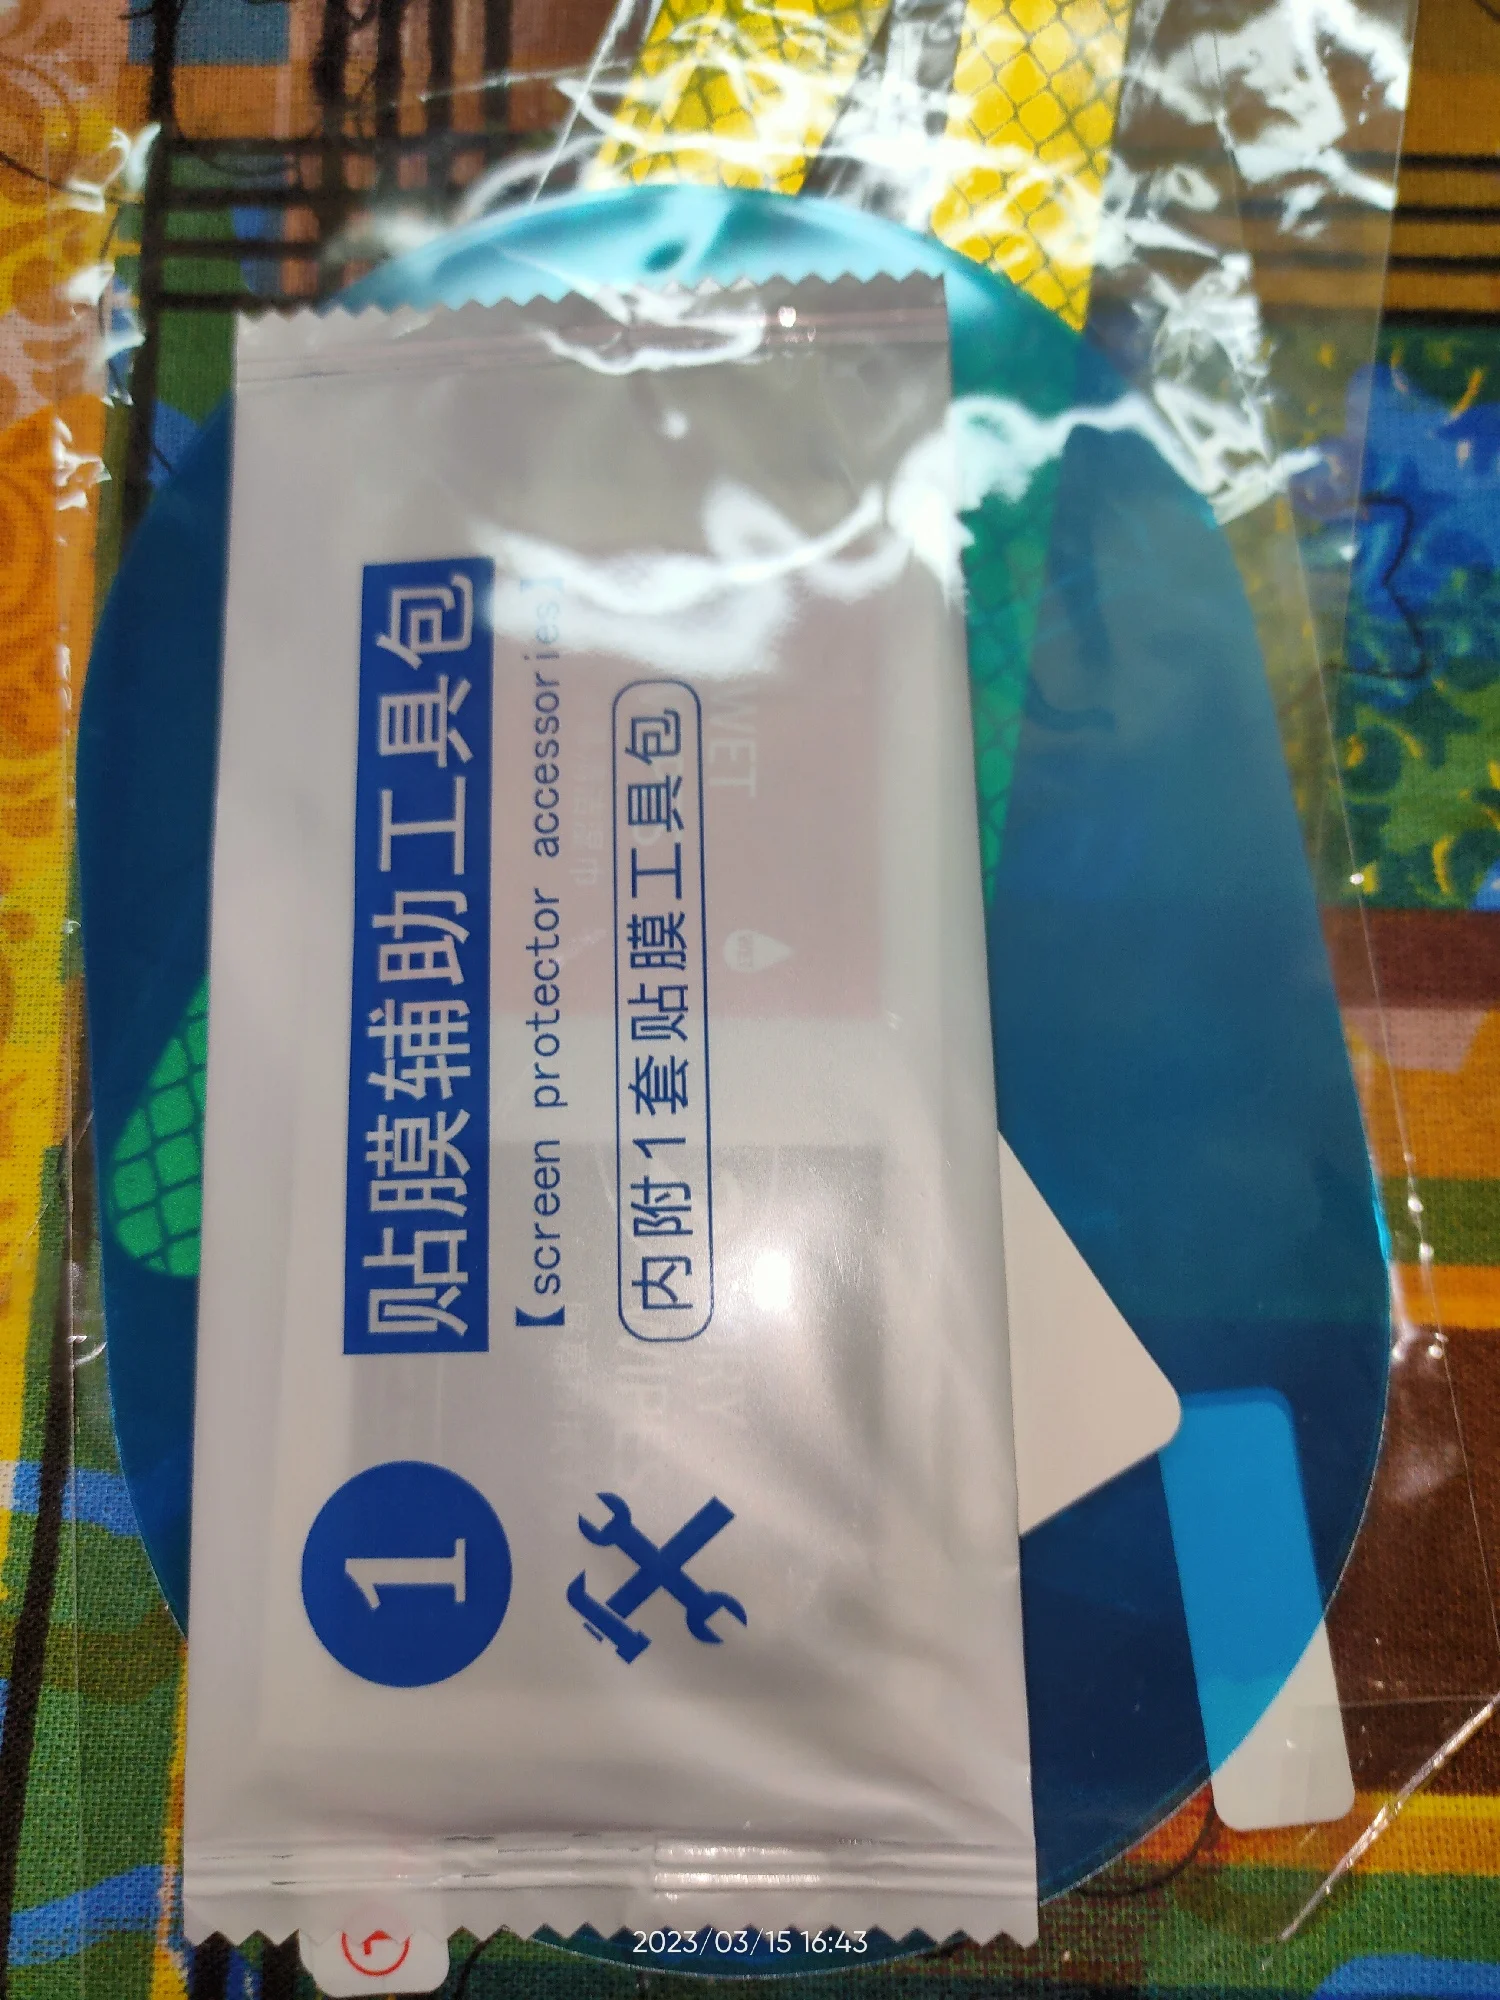 1
贴膜辅助工具包
【screen protector accessories】
内附1套贴膜工具包
WET
2023/03/15 16:43